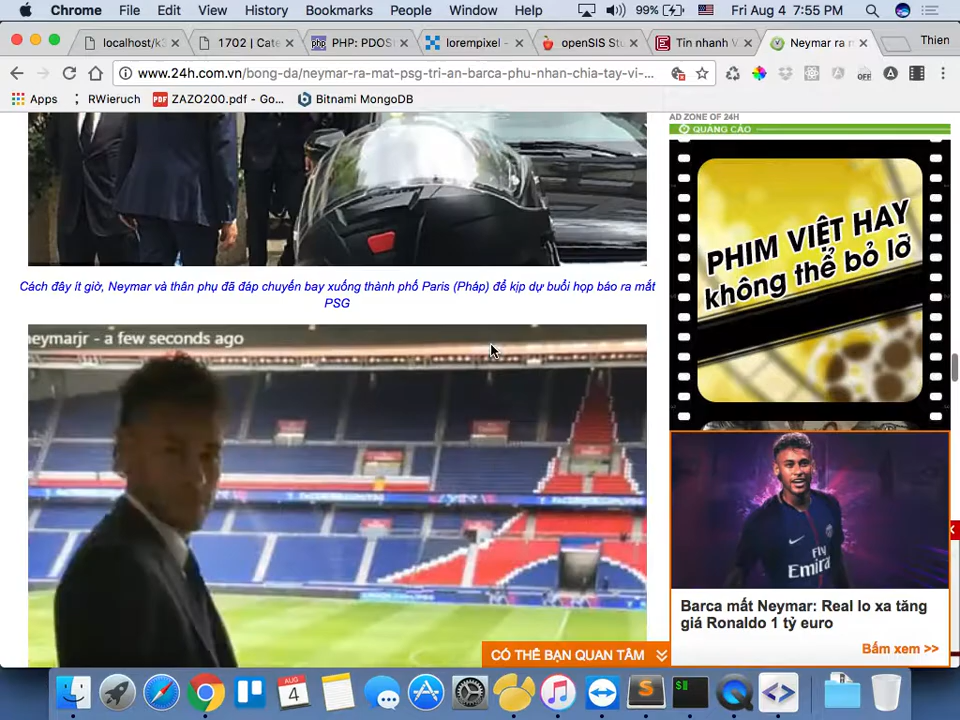 Chrome File Edit View History Bookmarks People Window Help 99% Fri Aug 4 7:55 PM
localhost/k3 1702 | Cate PHP: PDOS lorempixel - openSIS Stu Tin nhanh V Neymar ra m Thien
www.24h.com.vn/bong-da/neymar-ra-mat-psg-tri-an-barca-phu-nhan-chia-tay-vi-...
OFF
Apps RWieruch ZAZO200.pdf - Go... Bitnami MongoDB
AD ZONE OF 24H
QUẢNG CÁO
PHIM VIỆT HAY
không thể bỏ lỡ
Cách đây ít giờ, Neymar và thân phụ đã đáp chuyến bay xuống thành phố Paris (Pháp) để kịp dự buổi họp báo ra mắt
PSG
neymarjr - a few seconds ago
Fly
Emirates
Barca mất Neymar: Real lo xa tăng
giá Ronaldo 1 tỷ euro
Bấm xem >>
CÓ THỂ BẠN QUAN TÂM
AUG
4